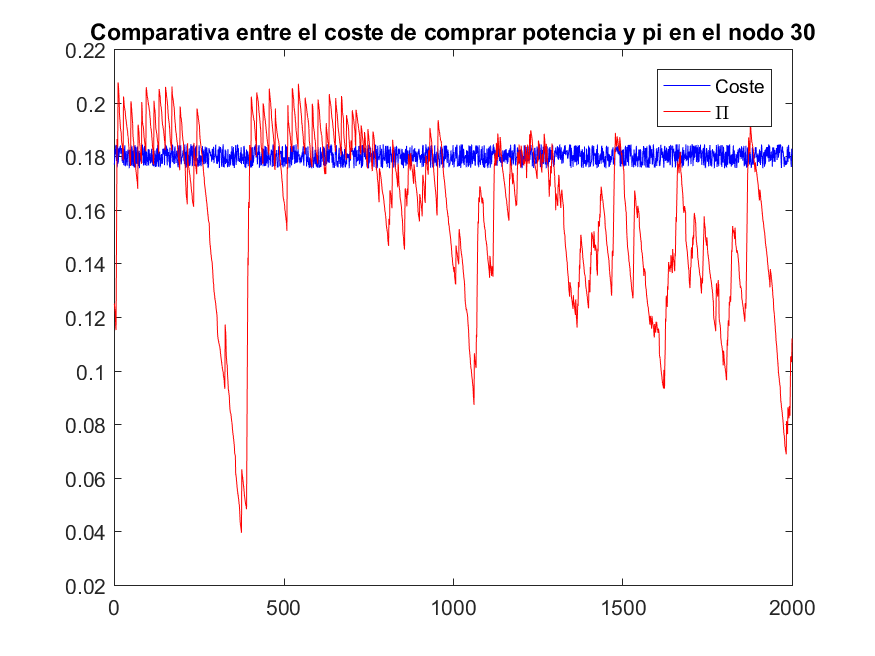 Comparativa entre el coste de comprar potencia y pi en el nodo 30
0.22
0.2
0.18
0.16
0.14
0.12
0.1
0.08
0.06
0.04
0.02
0 500 1000 1500 2000
Coste
Π